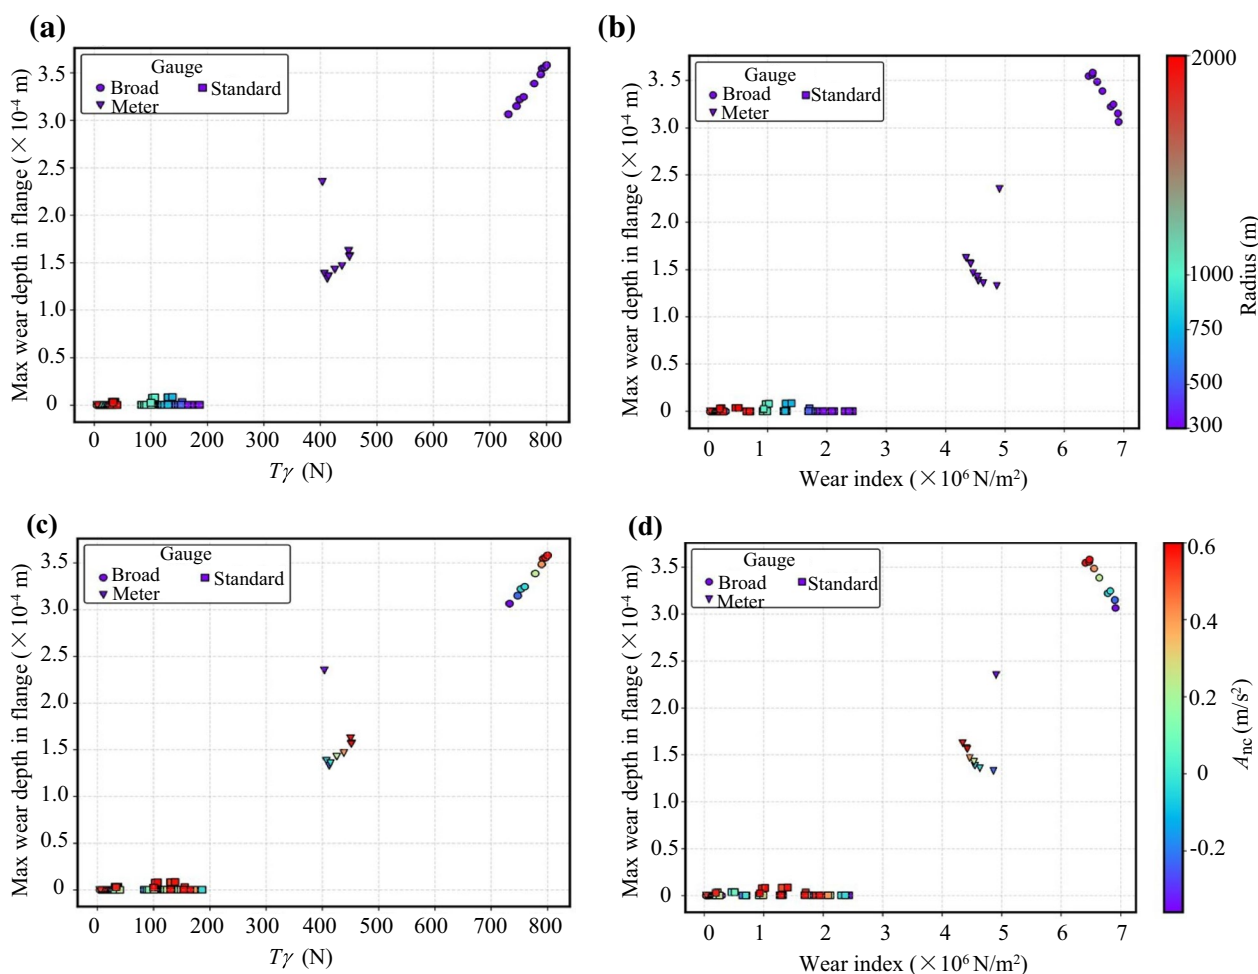 (a)
Max wear depth in flange (×10⁻⁴ m)
3.5
3.0
2.5
2.0
1.5
1.0
0.5
0
Gauge
Broad
Standard
Meter
0 100 200 300 400 500 600 700 800
Tγ (N)
(b)
Max wear depth in flange (×10⁻⁴ m)
3.5
3.0
2.5
2.0
1.5
1.0
0.5
0
Gauge
Broad
Standard
Meter
0 1 2 3 4 5 6 7
Wear index (×10⁶ N/m²)
2000
1000
750
500
300
Radius (m)
(c)
Max wear depth in flange (×10⁻⁴ m)
3.5
3.0
2.5
2.0
1.5
1.0
0.5
0
Gauge
Broad
Standard
Meter
0 100 200 300 400 500 600 700 800
Tγ (N)
(d)
Max wear depth in flange (×10⁻⁴ m)
3.5
3.0
2.5
2.0
1.5
1.0
0.5
0
Gauge
Broad
Standard
Meter
0 1 2 3 4 5 6 7
Wear index (×10⁶ N/m²)
0.6
0.4
0.2
0
-0.2
Aₙc (m/s²)